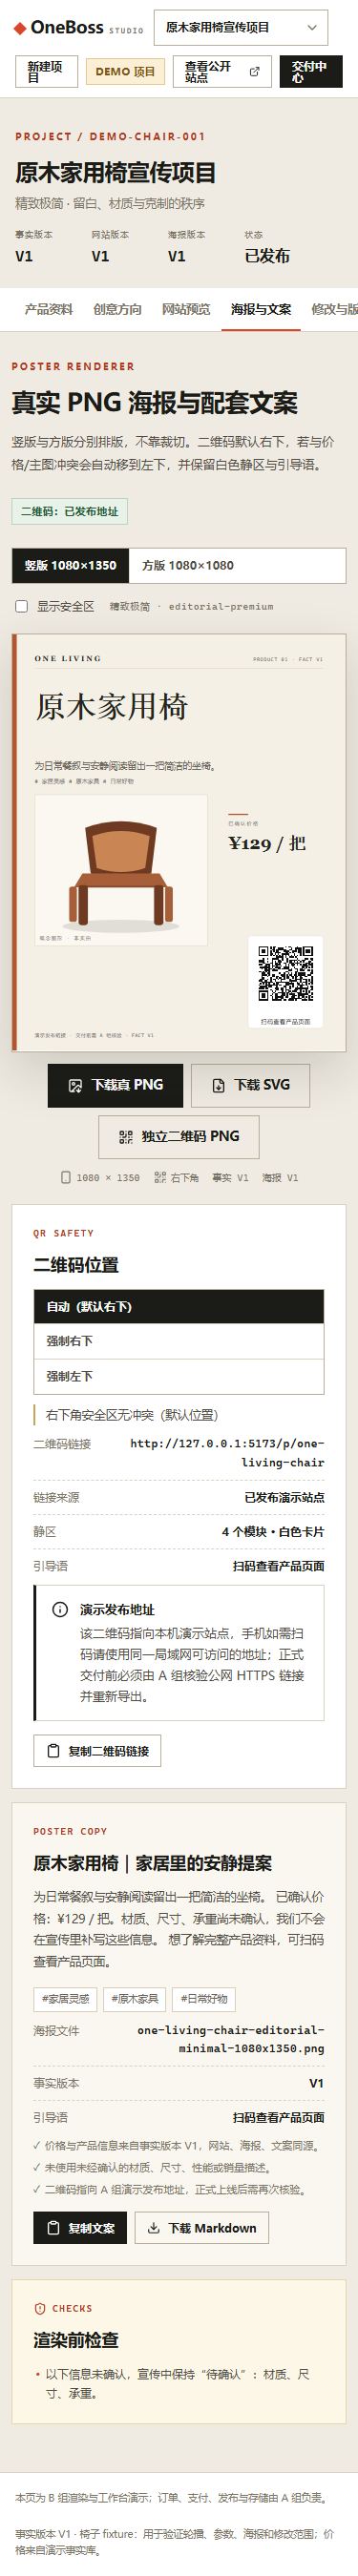 OneBoss STUDIO
原木家用椅宣传项目
新建项目
DEMO 项目
查看公开站点
交付中心
PROJECT / DEMO-CHAIR-001
原木家用椅宣传项目
精致极简 · 留白、材质与克制的秩序
事实版本 网站版本 海报版本 状态
V1 V1 V1 已发布
产品资料 创意方向 网站预览 海报与文案 修改与版
POSTER RENDERER
真实 PNG 海报与配套文案
竖版与方版分别排版，不靠裁切。二维码默认右下，若与价
格/主图冲突会自动移到左下，并保留白色静区与引导语。
二维码：已发布地址
竖版 1080×1350 方版 1080×1080
显示安全区 精致极简 · editorial-premium
ONE LIVING
PRODUCT 01 · FACT V1
原木家用椅
为日常餐叙与安静阅读留出一把简洁的坐椅。
# 家居灵感 # 原木家具 # 日常好物
已确认价格
¥129 / 把
扫码查看产品页面
下载真 PNG
下载 SVG
独立二维码 PNG
1080 × 1350 右下角 事实 V1 海报 V1
QR SAFETY
二维码位置
自动（默认右下）
强制右下
强制左下
右下角安全区无冲突（默认位置）
二维码链接 http://127.0.0.1:5173/p/one-
living-chair
链接来源 已发布演示站点
静区 4 个模块 · 白色卡片
引导语 扫码查看产品页面
演示发布地址
该二维码指向本机演示站点，手机如需扫
码请使用同一局域网可访问的地址；正式
交付前必须由 A 组核验公网 HTTPS 链接
并重新导出。
复制二维码链接
POSTER COPY
原木家用椅｜家居里的安静提案
为日常餐叙与安静阅读留出一把简洁的坐椅。 已确认价
格：¥129 / 把。材质、尺寸、承重尚未确认，我们不会
在宣传里补写这些信息。 想了解完整产品资料，可扫码
查看产品页面。
#家居灵感 #原木家具 #日常好物
海报文件 one-living-chair-editorial-
minimal-1080x1350.png
事实版本 V1
引导语 扫码查看产品页面
✓ 价格与产品信息来自事实版本 V1，网站、海报、文案同源。
✓ 未使用未经确认的材质、尺寸、性能或销量描述。
✓ 二维码指向 A 组演示发布地址，正式上线后需再次核验。
复制文案
下载 Markdown
CHECKS
渲染前检查
• 以下信息未确认，宣传中保持“待确认”：材质、尺
寸、承重。
本页为 B 组渲染与工作台演示；订单、支付、发布与存储由 A 组负责。
事实版本 V1 · 椅子 fixture：用于验证轮播、参数、海报和修改范围；价
格来自演示事实库。